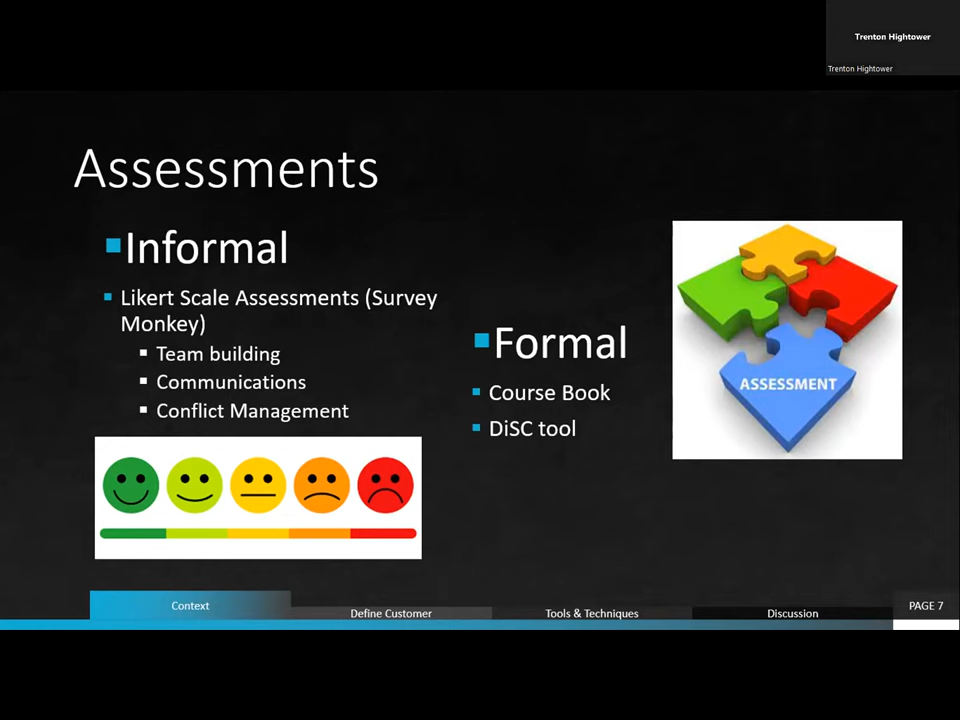 Trenton Hightower
Trenton Hightower
Assessments
Informal
Likert Scale Assessments (Survey
Monkey)
Team building
Communications
Conflict Management
Formal
Course Book
DiSC tool
ASSESSMENT
Context
Define Customer
Tools & Techniques
Discussion
PAGE 7